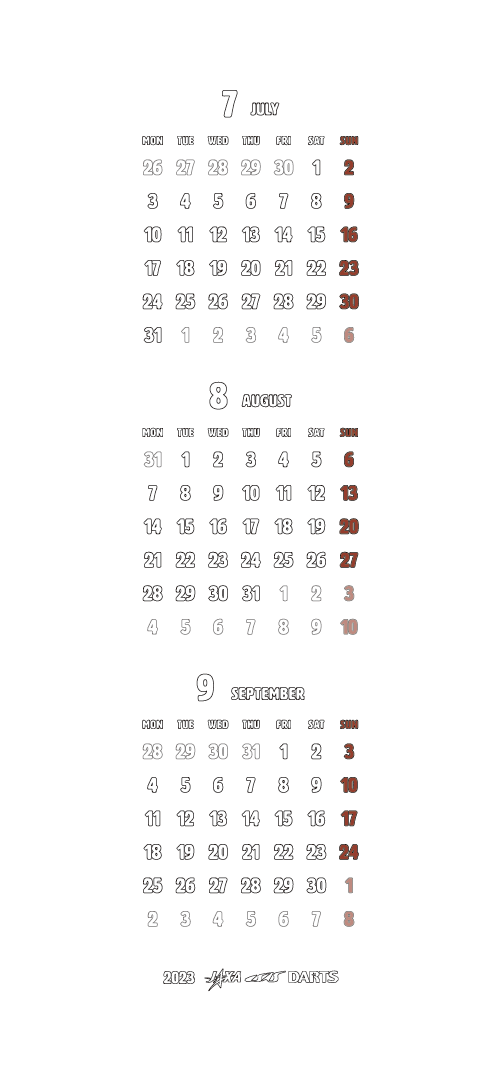 7 JULY
MON TUE WED THU FRI SAT SUN
26 27 28 29 30 1 2
3 4 5 6 7 8 9
10 11 12 13 14 15 16
17 18 19 20 21 22 23
24 25 26 27 28 29 30
31 1 2 3 4 5 6
8 AUGUST
MON TUE WED THU FRI SAT SUN
31 1 2 3 4 5 6
7 8 9 10 11 12 13
14 15 16 17 18 19 20
21 22 23 24 25 26 27
28 29 30 31 1 2 3
4 5 6 7 8 9 10
9 SEPTEMBER
MON TUE WED THU FRI SAT SUN
28 29 30 31 1 2 3
4 5 6 7 8 9 10
11 12 13 14 15 16 17
18 19 20 21 22 23 24
25 26 27 28 29 30 1
2 3 4 5 6 7 8
2023 JAXA DARTS